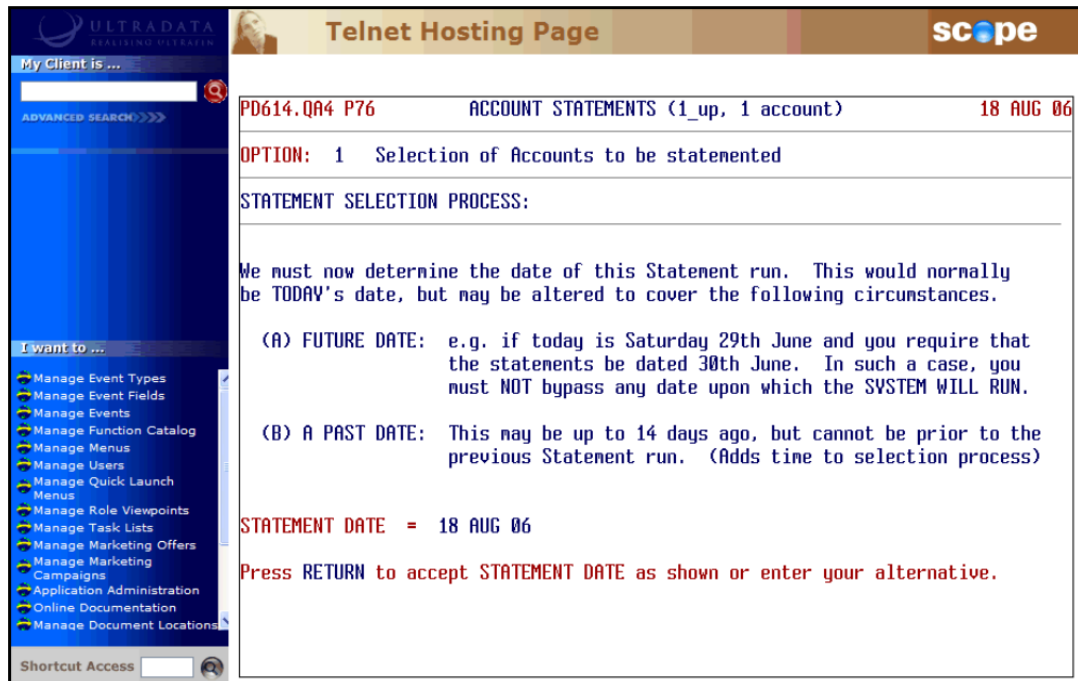 ULTRADATA
REALISING ULTRAFIN
Telnet Hosting Page
scope
My Client is ...
ADVANCED SEARCH
PD614.QA4 P76 ACCOUNT STATEMENTS (1_up, 1 account) 18 AUG 06
OPTION: 1 Selection of Accounts to be statemented
STATEMENT SELECTION PROCESS:
We must now determine the date of this Statement run. This would normally
be TODAY's date, but may be altered to cover the following circumstances.
(A) FUTURE DATE: e.g. if today is Saturday 29th June and you require that
the statements be dated 30th June. In such a case, you
must NOT bypass any date upon which the SYSTEM WILL RUN.
(B) A PAST DATE: This may be up to 14 days ago, but cannot be prior to the
previous Statement run. (Adds time to selection process)
STATEMENT DATE = 18 AUG 06
Press RETURN to accept STATEMENT DATE as shown or enter your alternative.
I want to ...
Manage Event Types
Manage Event Fields
Manage Events
Manage Function Catalog
Manage Menus
Manage Users
Manage Quick Launch
Menus
Manage Role Viewpoints
Manage Task Lists
Manage Marketing Offers
Manage Marketing
Campaigns
Application Administration
Online Documentation
Manage Document Locations
Shortcut Access